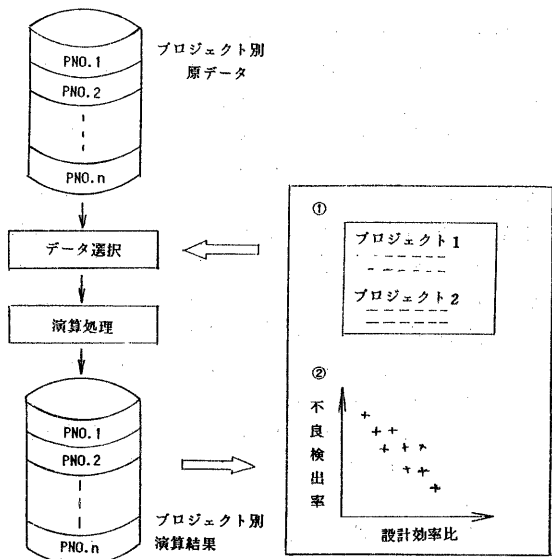 PNO.1
PNO.2
PNO.n
プロジェクト別
原データ
データ選択
演算処理
PNO.1
PNO.2
PNO.n
プロジェクト別
演算結果
①
プロジェクト1
プロジェクト2
②
不良検出率
設計効率比